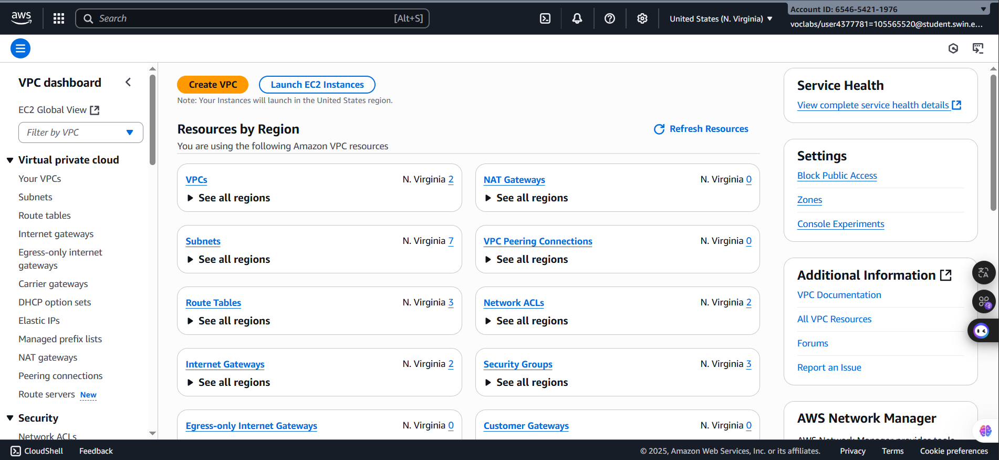 aws
Search
[Alt+S]
United States (N. Virginia)
Account ID: 6546-5421-1976
voclabs/user4377781=105565520@student.swin.e...
VPC dashboard
EC2 Global View
Filter by VPC
Virtual private cloud
Your VPCs
Subnets
Route tables
Internet gateways
Egress-only internet
gateways
Carrier gateways
DHCP option sets
Elastic IPs
Managed prefix lists
NAT gateways
Peering connections
Route servers New
Security
Network ACLs
Create VPC
Launch EC2 Instances
Note: Your Instances will launch in the United States region.
Resources by Region
Refresh Resources
You are using the following Amazon VPC resources
VPCs
N. Virginia 2
See all regions
NAT Gateways
N. Virginia 0
See all regions
Subnets
N. Virginia 7
See all regions
VPC Peering Connections
N. Virginia 0
See all regions
Route Tables
N. Virginia 3
See all regions
Network ACLs
N. Virginia 2
See all regions
Internet Gateways
N. Virginia 2
See all regions
Security Groups
N. Virginia 3
See all regions
Egress-only Internet Gateways
N. Virginia 0
Customer Gateways
N. Virginia 0
Service Health
View complete service health details
Settings
Block Public Access
Zones
Console Experiments
Additional Information
VPC Documentation
All VPC Resources
Forums
Report an Issue
AWS Network Manager
AWS Network Manager provides tools
CloudShell
Feedback
© 2025, Amazon Web Services, Inc. or its affiliates.
Privacy
Terms
Cookie preferences